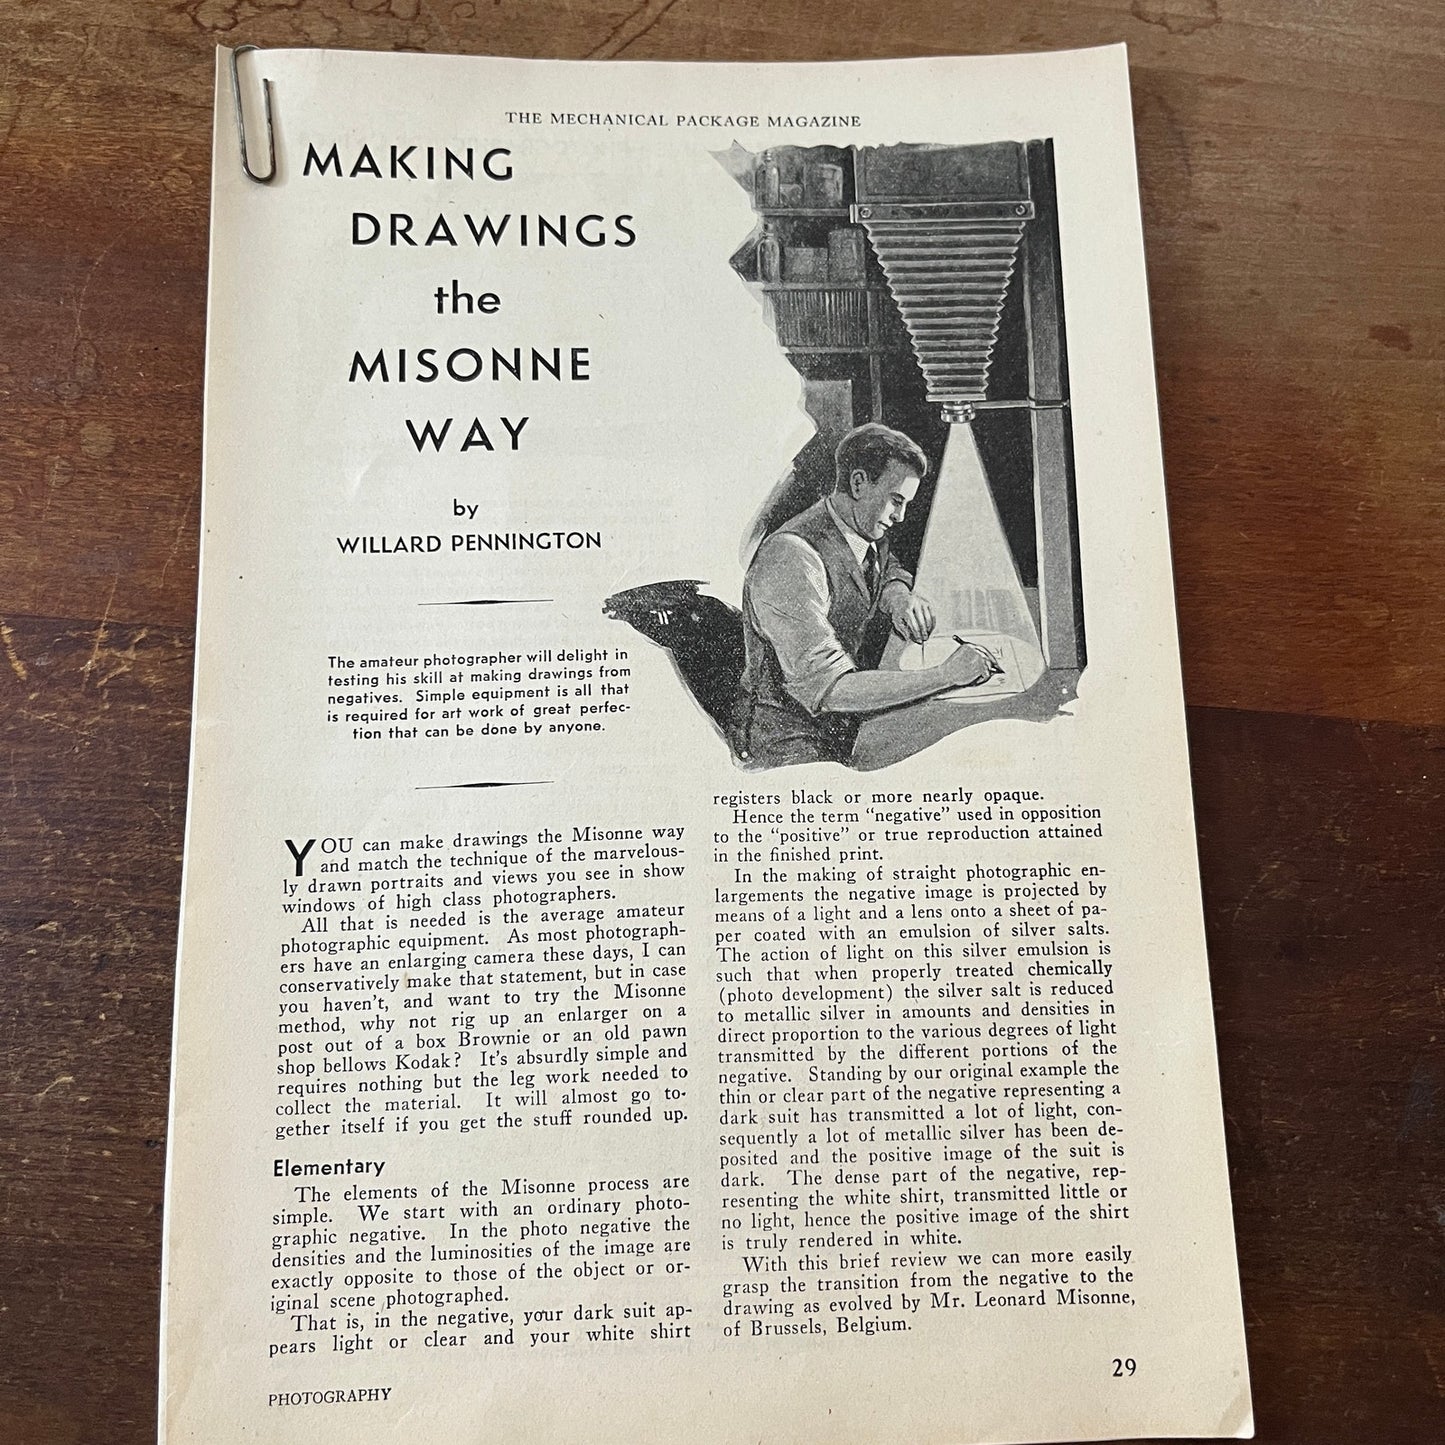 THE MECHANICAL PACKAGE MAGAZINE
MAKING
DRAWINGS
the
MISONNE
WAY
by
WILLARD PENNINGTON
The amateur photographer will delight in
testing his skill at making drawings from
negatives. Simple equipment is all that
is required for art work of great perfec-
tion that can be done by anyone.
YOU can make drawings the Misonne way
and match the technique of the marvelous-
ly drawn portraits and views you see in show
windows of high class photographers.
All that is needed is the average amateur
photographic equipment. As most photograph-
ers have an enlarging camera these days, I can
conservatively make that statement, but in case
you haven't, and want to try the Misonne
method, why not rig up an enlarger on a
post out of a box Brownie or an old pawn
shop bellows Kodak? It's absurdly simple and
requires nothing but the leg work needed to
collect the material. It will almost go to-
gether itself if you get the stuff rounded up.
Elementary
The elements of the Misonne process are
simple. We start with an ordinary photo-
graphic negative. In the photo negative the
densities and the luminosities of the image are
exactly opposite to those of the object or or-
iginal scene photographed.
That is, in the negative, your dark suit ap-
pears light or clear and your white shirt
registers black or more nearly opaque.
Hence the term "negative" used in opposition
to the "positive" or true reproduction attained
in the finished print.
In the making of straight photographic en-
largements the negative image is projected by
means of a light and a lens onto a sheet of pa-
per coated with an emulsion of silver salts.
The action of light on this silver emulsion is
such that when properly treated chemically
(photo development) the silver salt is reduced
to metallic silver in amounts and densities in
direct proportion to the various degrees of light
transmitted by the different portions of the
negative. Standing by our original example the
thin or clear part of the negative representing a
dark suit has transmitted a lot of light, con-
sequently a lot of metallic silver has been de-
posited and the positive image of the suit is
dark. The dense part of the negative, rep-
resenting the white shirt, transmitted little or
no light, hence the positive image of the shirt
is truly rendered in white.
With this brief review we can more easily
grasp the transition from the negative to the
drawing as evolved by Mr. Leonard Misonne,
of Brussels, Belgium.
PHOTOGRAPHY
29